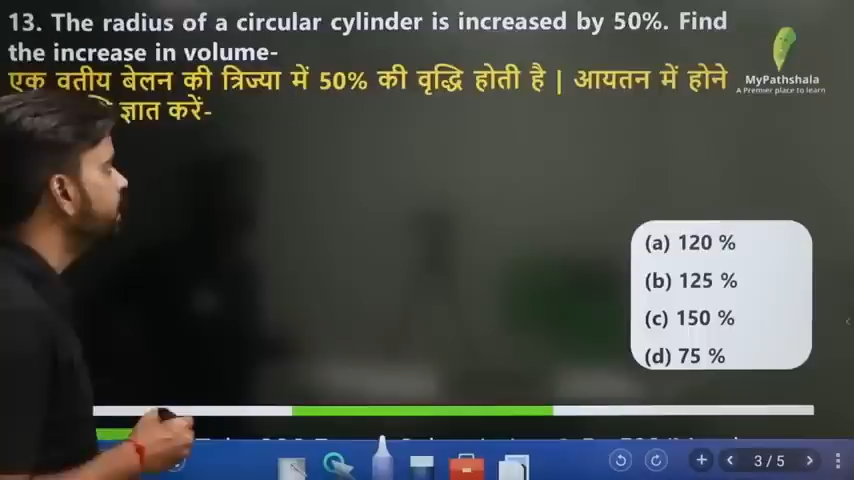 13. The radius of a circular cylinder is increased by 50%. Find
the increase in volume-
एक वतीय बेलन की त्रिज्या में 50% की वृद्धि होती है | आयतन में होने
ज्ञात करें-
MyPathshala
A Premier place to learn
(a) 120 %
(b) 125 %
(c) 150 %
(d) 75 %
3 / 5